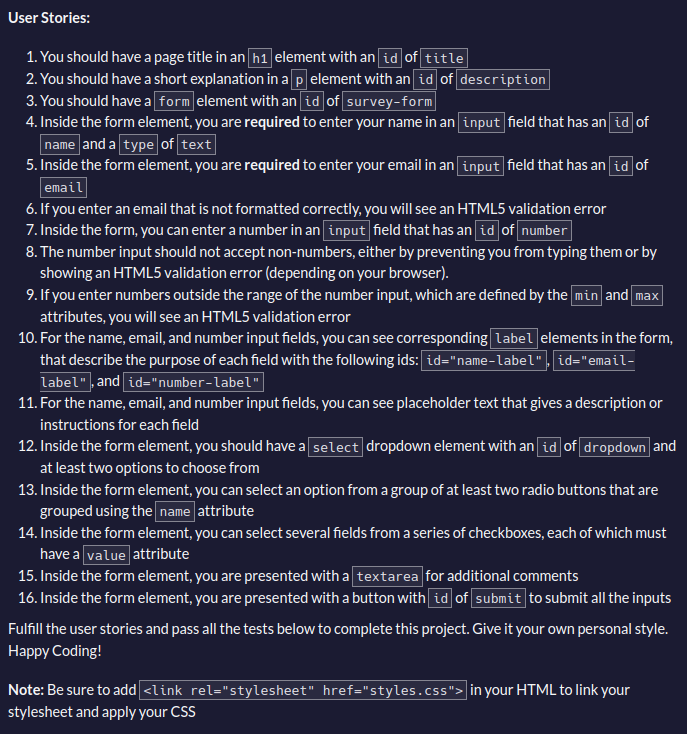 User Stories:
1. You should have a page title in an h1 element with an id of title
2. You should have a short explanation in a p element with an id of description
3. You should have a form element with an id of survey-form
4. Inside the form element, you are required to enter your name in an input field that has an id of
name and a type of text
5. Inside the form element, you are required to enter your email in an input field that has an id of
email
6. If you enter an email that is not formatted correctly, you will see an HTML5 validation error
7. Inside the form, you can enter a number in an input field that has an id of number
8. The number input should not accept non-numbers, either by preventing you from typing them or by
showing an HTML5 validation error (depending on your browser).
9. If you enter numbers outside the range of the number input, which are defined by the min and max
attributes, you will see an HTML5 validation error
10. For the name, email, and number input fields, you can see corresponding label elements in the form,
that describe the purpose of each field with the following ids: id="name-label", id="email-
label", and id="number-label"
11. For the name, email, and number input fields, you can see placeholder text that gives a description or
instructions for each field
12. Inside the form element, you should have a select dropdown element with an id of dropdown and
at least two options to choose from
13. Inside the form element, you can select an option from a group of at least two radio buttons that are
grouped using the name attribute
14. Inside the form element, you can select several fields from a series of checkboxes, each of which must
have a value attribute
15. Inside the form element, you are presented with a textarea for additional comments
16. Inside the form element, you are presented with a button with id of submit to submit all the inputs
Fulfill the user stories and pass all the tests below to complete this project. Give it your own personal style.
Happy Coding!
Note: Be sure to add <link rel="stylesheet" href="styles.css"> in your HTML to link your
stylesheet and apply your CSS